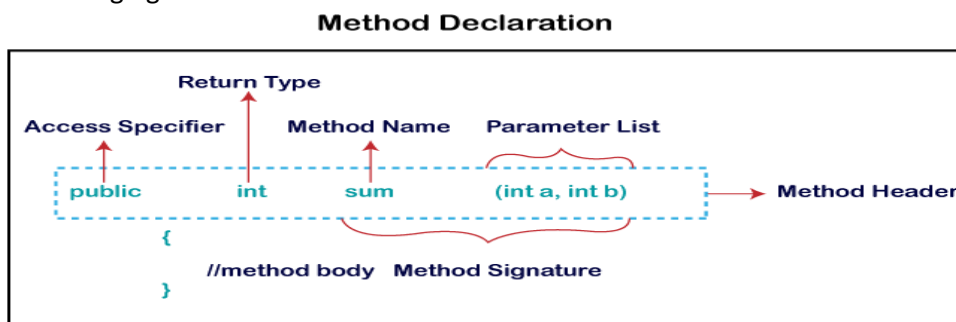 Method Declaration
Return Type
Access Specifier Method Name Parameter List
public int sum (int a, int b) Method Header
{
//method body Method Signature
}